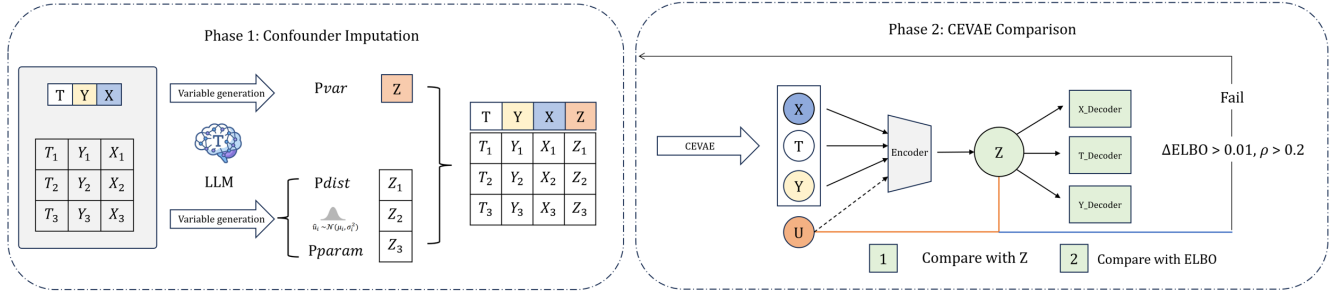 Phase 1: Confounder Imputation
T Y X
Variable generation
Pvar
Z
T₁ Y₁ X₁
T₂ Y₂ X₂
T₃ Y₃ X₃
T
LLM
Variable generation
Pdist
Pparam
Z₁
Z₂
Z₃
T Y X Z
T₁ Y₁ X₁ Z₁
T₂ Y₂ X₂ Z₂
T₃ Y₃ X₃ Z₃
Phase 2: CEVAE Comparison
CEVAE
X
T
Y
U
Encoder
Z
X_Decoder
T_Decoder
Y_Decoder
Fail
ΔELBO > 0.01, ρ > 0.2
1 Compare with Z
2 Compare with ELBO